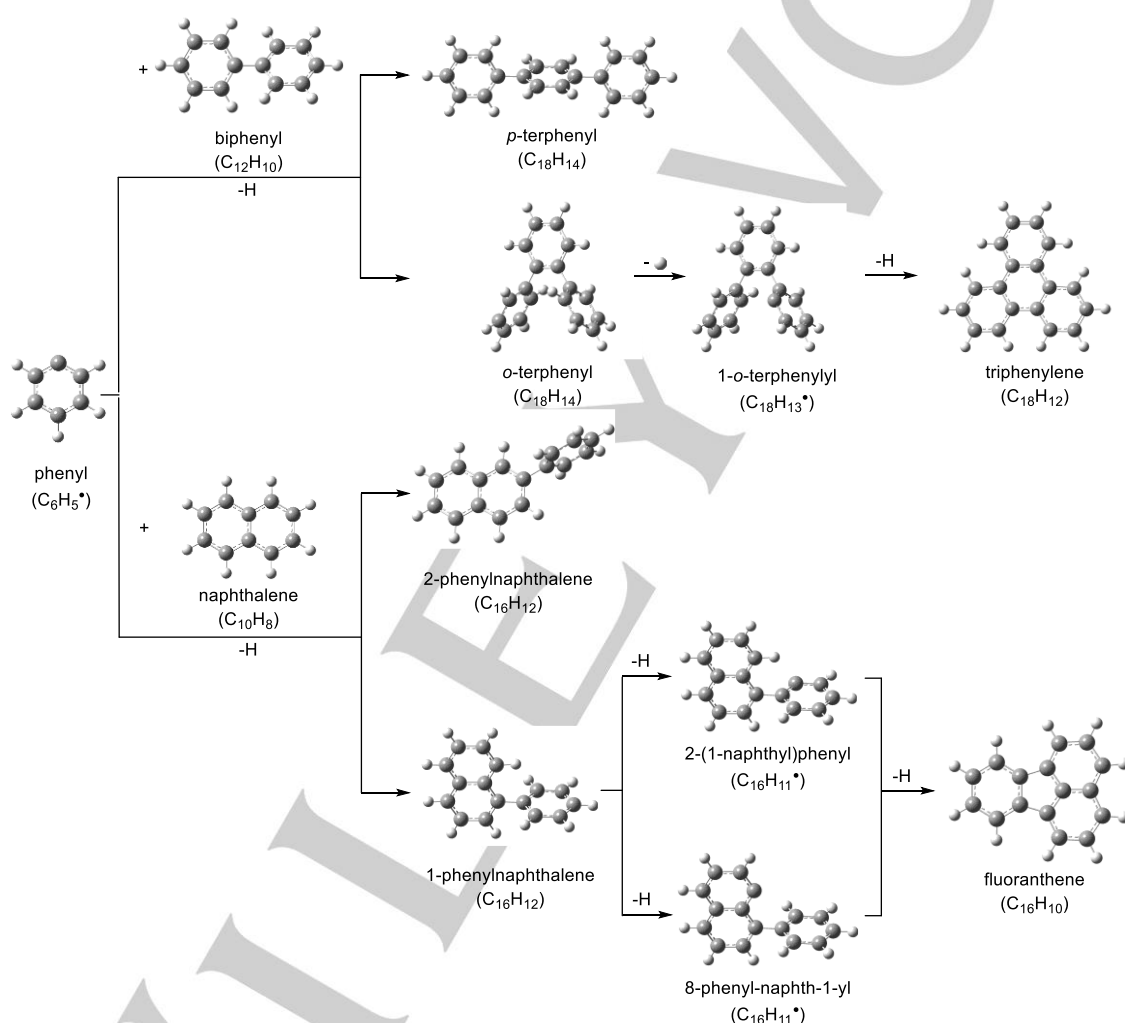 +
biphenyl
(C₁₂H₁₀)
-H
p-terphenyl
(C₁₈H₁₄)
o-terphenyl
(C₁₈H₁₄)
-
1-o-terphenylyl
(C₁₈H₁₃•)
-H
triphenylene
(C₁₈H₁₂)
phenyl
(C₆H₅•)
+
naphthalene
(C₁₀H₈)
-H
2-phenylnaphthalene
(C₁₆H₁₂)
1-phenylnaphthalene
(C₁₆H₁₂)
-H
2-(1-naphthyl)phenyl
(C₁₆H₁₁•)
-H
8-phenyl-naphth-1-yl
(C₁₆H₁₁•)
-H
fluoranthene
(C₁₆H₁₀)